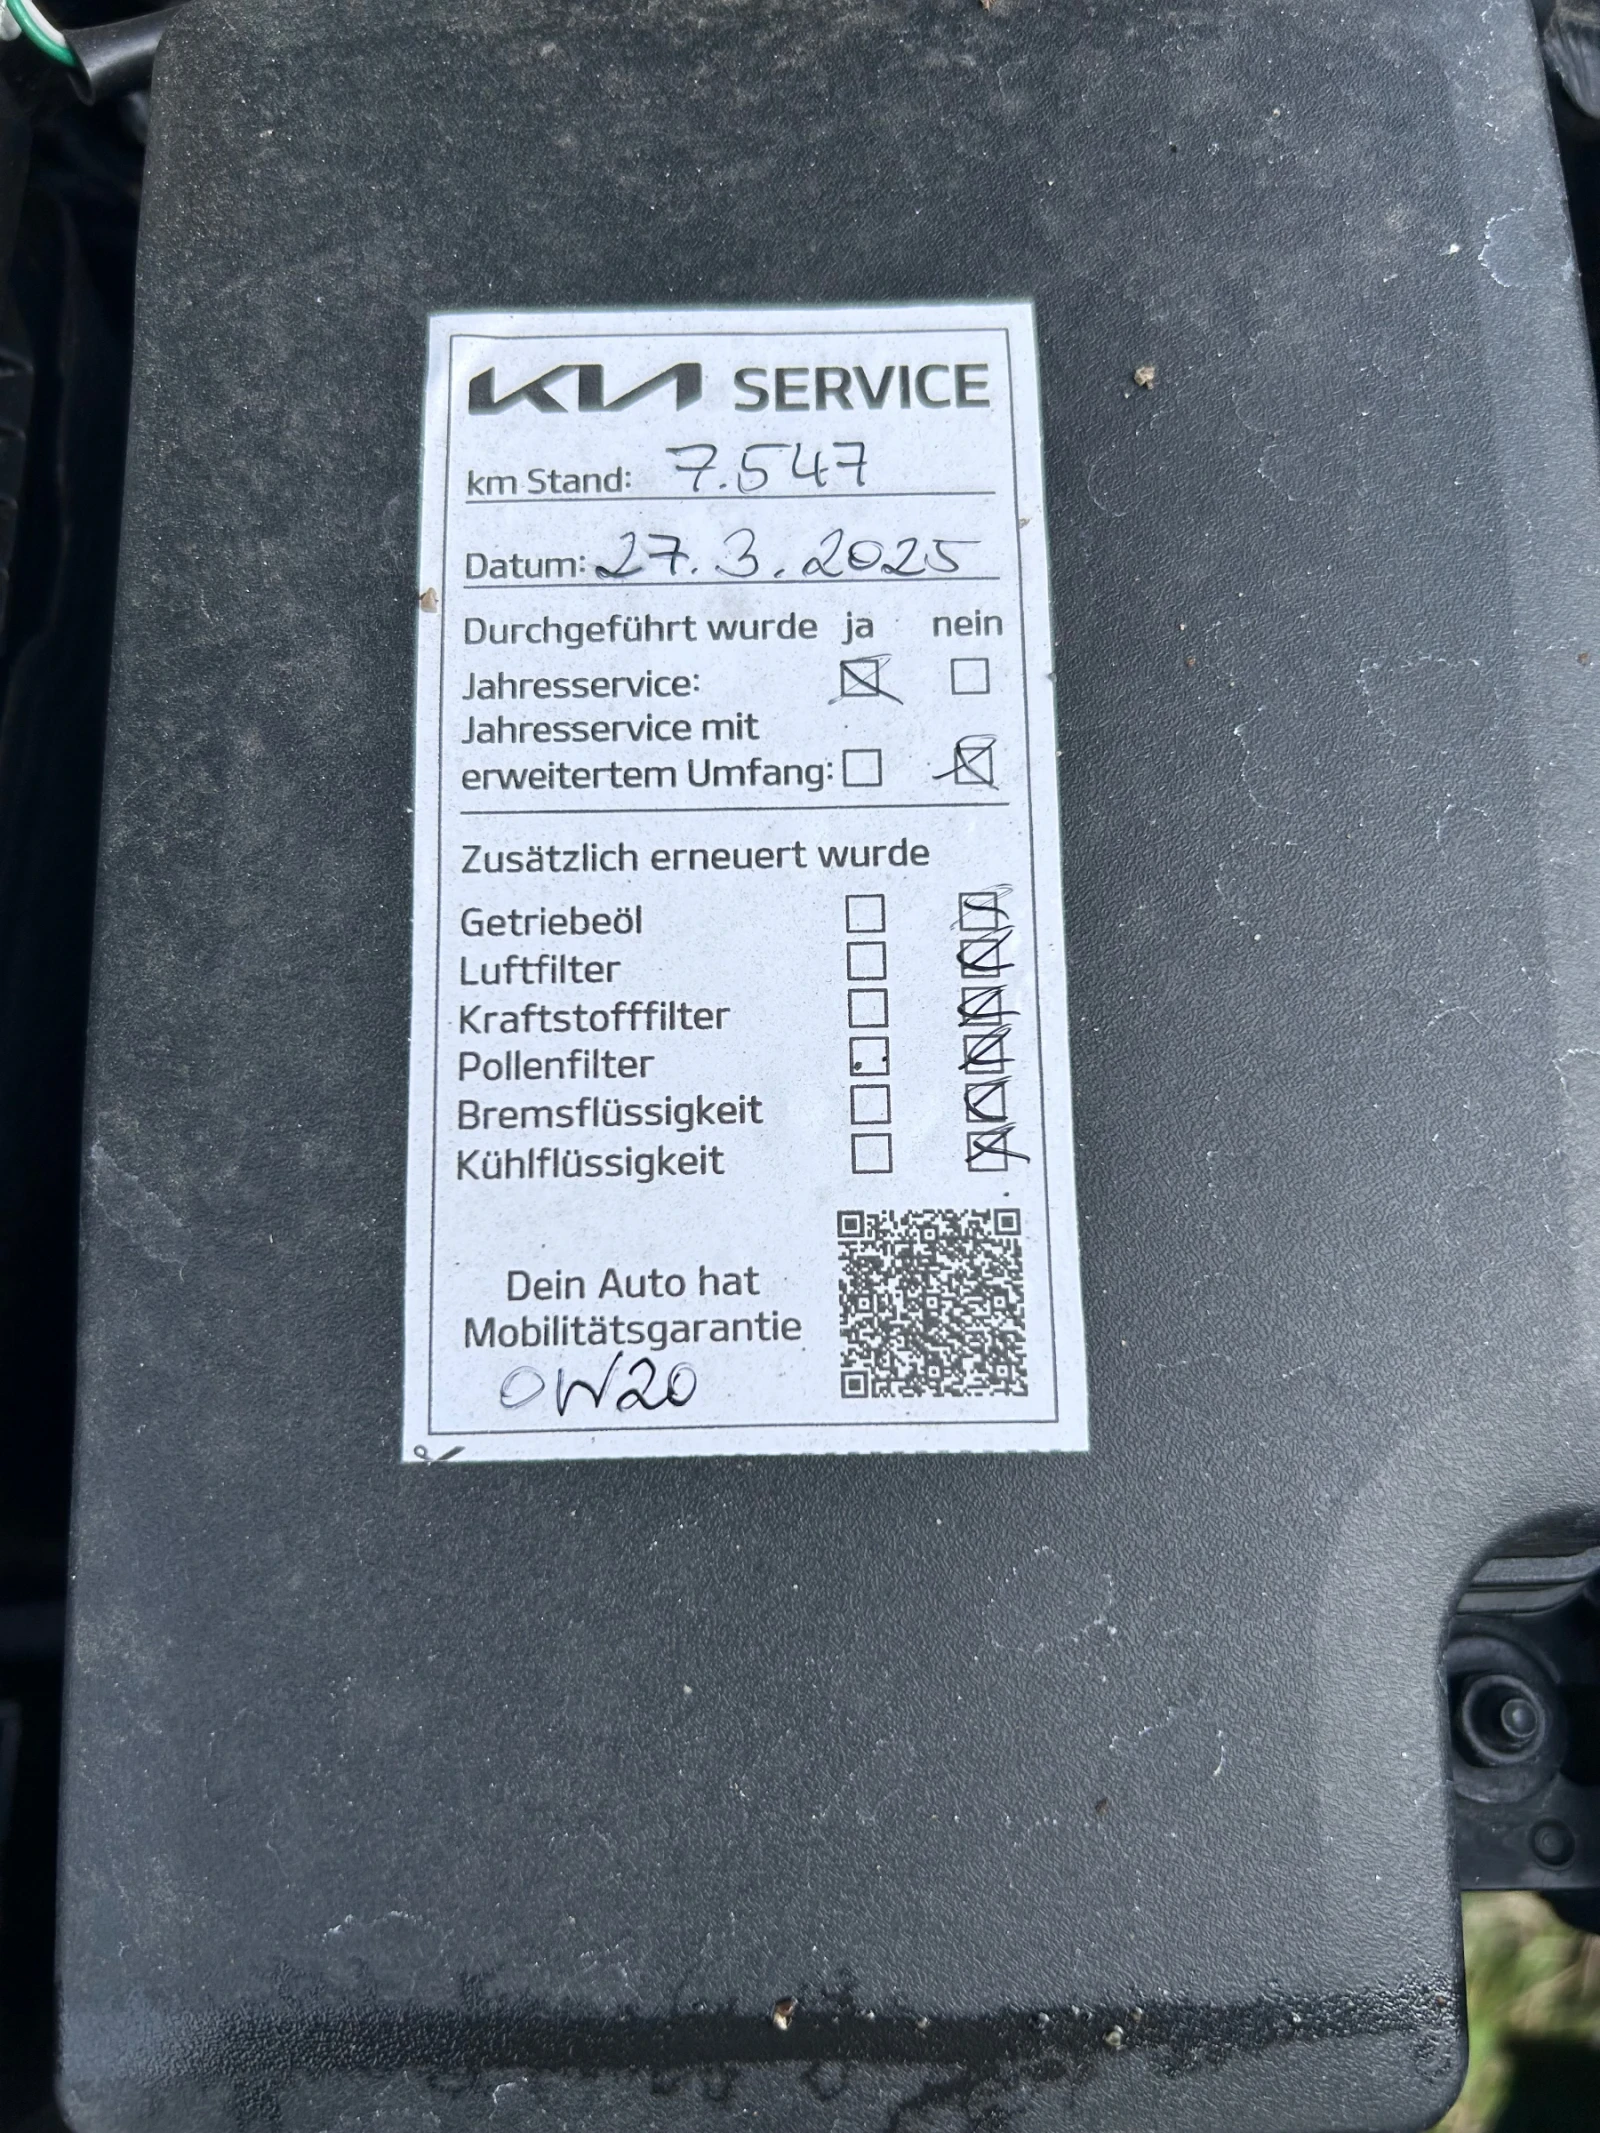 KIA SERVICE
km Stand: 7.547
Datum: 27.3.2025
Durchgeführt wurde ja nein
Jahresservice:
Jahresservice mit
erweitertem Umfang:
Zusätzlich erneuert wurde
Getriebeöl
Luftfilter
Kraftstofffilter
Pollenfilter
Bremsflüssigkeit
Kühlflüssigkeit
Dein Auto hat
Mobilitätsgarantie
0W20